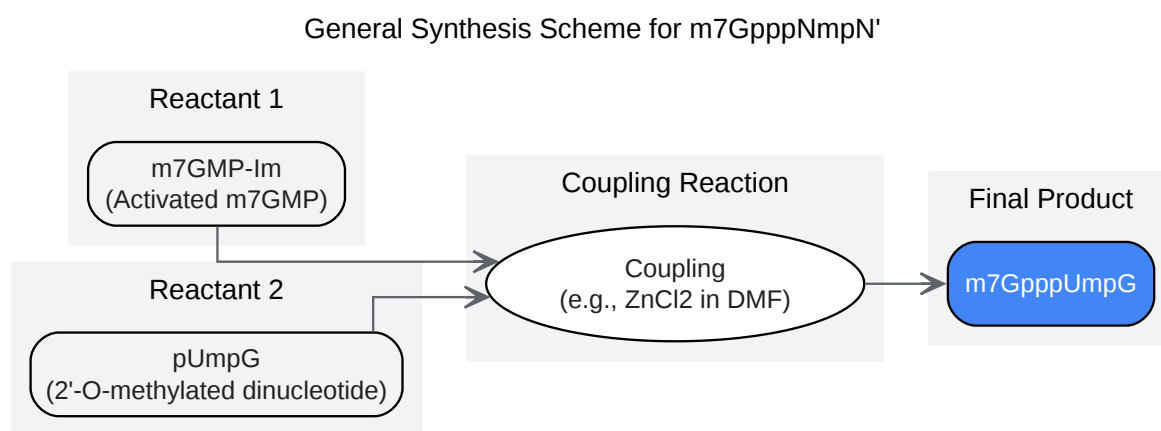 General Synthesis Scheme for m7GpppNmpN'
Reactant 1
m7GMP-Im
(Activated m7GMP)
Reactant 2
pUmpG
(2'-O-methylated dinucleotide)
Coupling Reaction
Coupling
(e.g., ZnCl2 in DMF)
Final Product
m7GpppUmpG